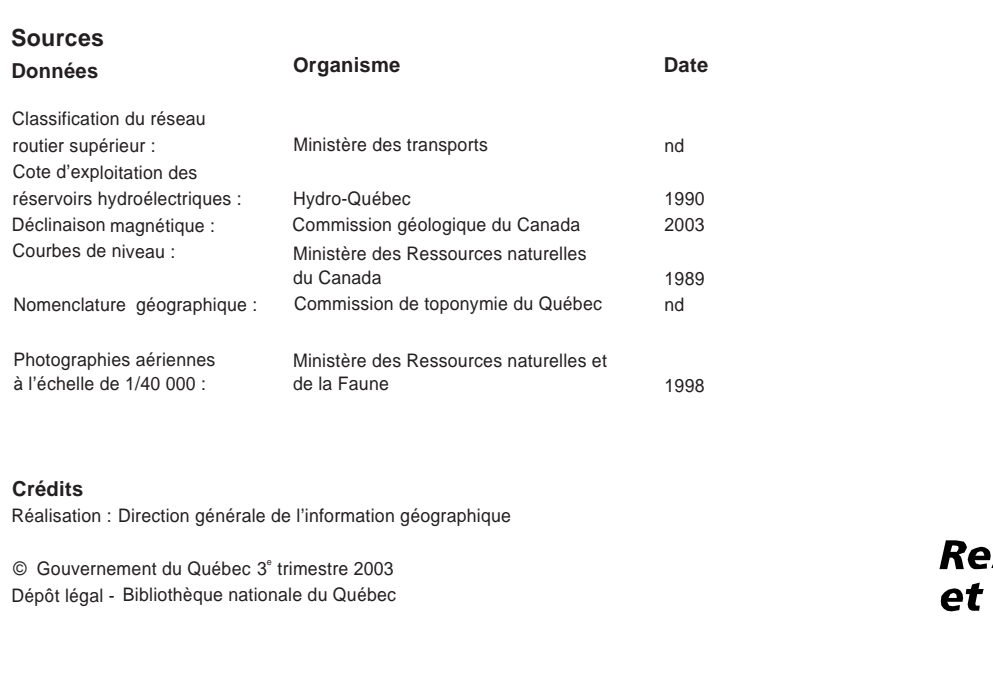 Sources
Données Organisme Date
Classification du réseau
routier supérieur : Ministère des transports nd
Cote d'exploitation des
réservoirs hydroélectriques : Hydro-Québec 1990
Déclinaison magnétique : Commission géologique du Canada 2003
Courbes de niveau : Ministère des Ressources naturelles
du Canada 1989
Nomenclature géographique : Commission de toponymie du Québec nd
Photographies aériennes Ministère des Ressources naturelles et
à l'échelle de 1/40 000 : de la Faune 1998
Crédits
Réalisation : Direction générale de l'information géographique
© Gouvernement du Québec 3e trimestre 2003
Dépôt légal - Bibliothèque nationale du Québec
et